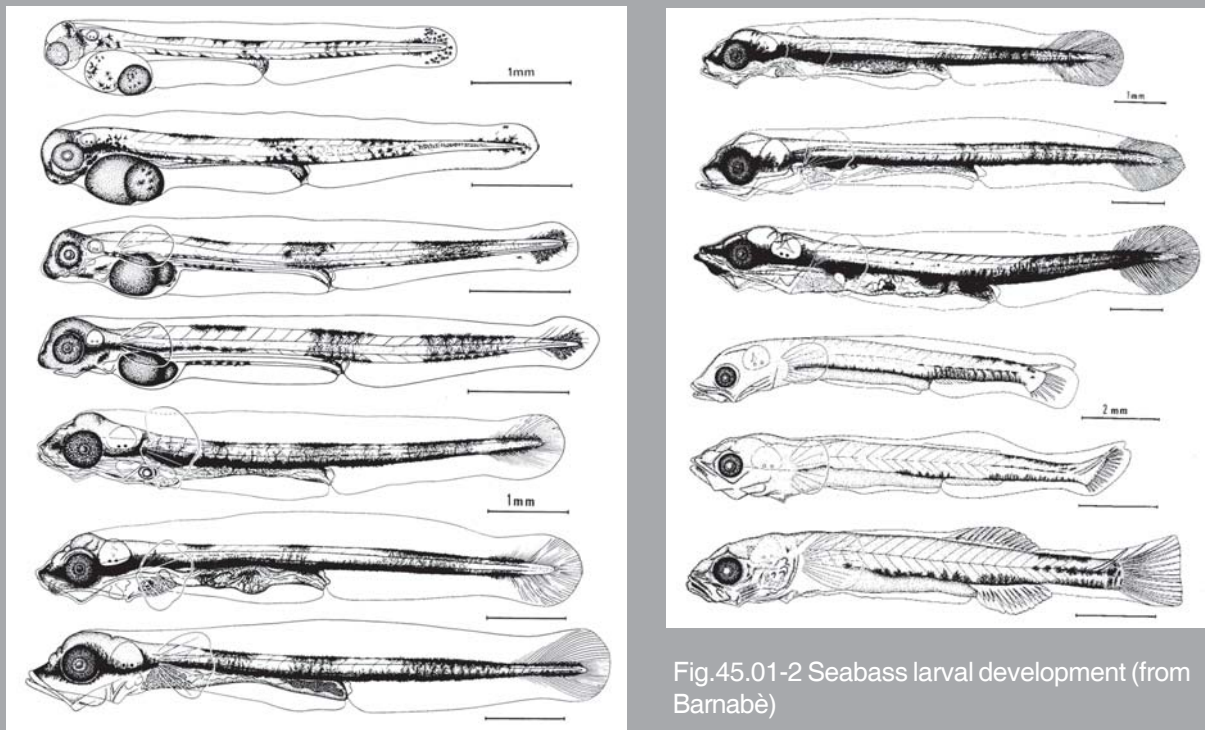 1mm
1mm
1mm
2 mm
Fig.45.01-2 Seabass larval development (from
Barnabè)